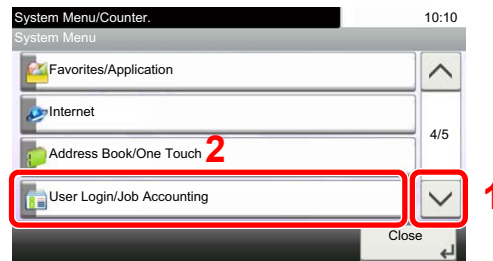 System Menu/Counter. 10:10
System Menu
Favorites/Application
Internet
4/5
Address Book/One Touch 2
User Login/Job Accounting
1
Close